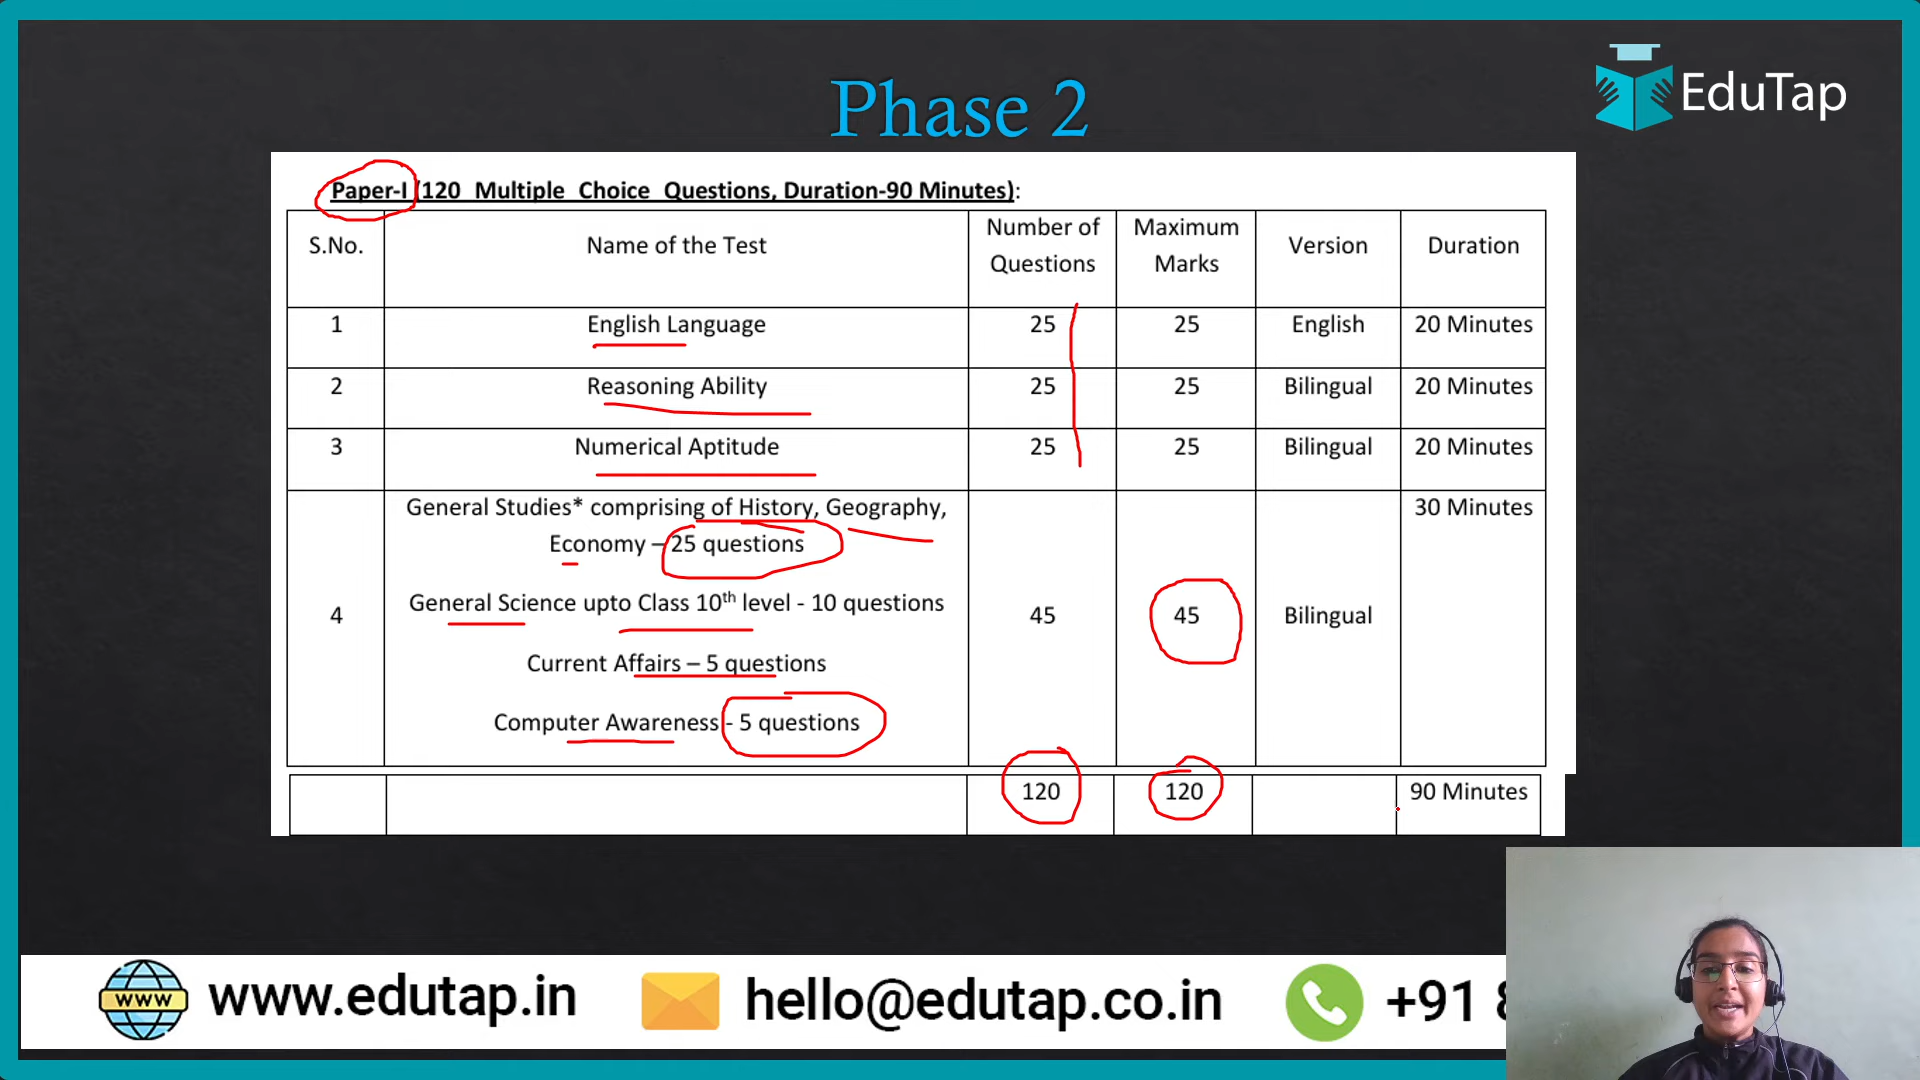 EduTap
Phase 2
Paper-I (120 Multiple Choice Questions, Duration-90 Minutes):
S.No. Name of the Test Number of Questions Maximum Marks Version Duration
1 English Language 25 25 English 20 Minutes
2 Reasoning Ability 25 25 Bilingual 20 Minutes
3 Numerical Aptitude 25 25 Bilingual 20 Minutes
4 General Studies* comprising of History, Geography, 30 Minutes
Economy – 25 questions
General Science upto Class 10th level - 10 questions
45 45 Bilingual
Current Affairs – 5 questions
Computer Awareness - 5 questions
120 120 90 Minutes
www www.edutap.in hello@edutap.co.in +91